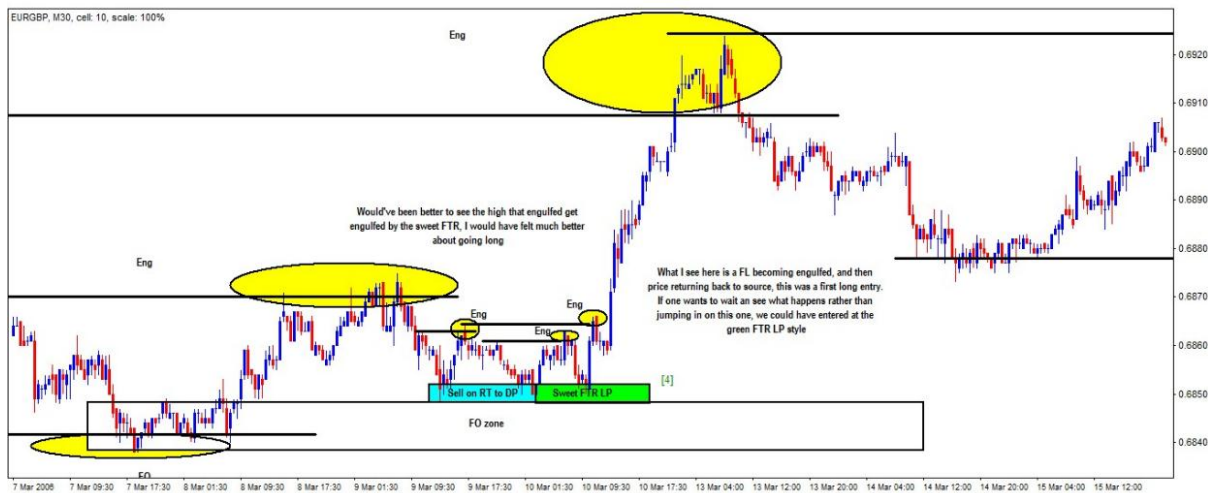 EURGBP, M30, cell: 10, scale: 100%
Eng
0.6920
0.6910
0.6900
0.6890
0.6880
0.6870
0.6860
0.6850
0.6840
Would've been better to see the high that engulfed get
engulfed by the sweet FTR, I would have felt much better
about going long
Eng
What I see here is a FL becoming engulfed, and then
price returning back to source, this was a first long entry.
If one wants to wait an see what happens rather than
jumping in on this one, we could have entered at the
green FTR LP style
Eng
Eng
Eng
[4]
Sell on RT to DP
Sweet FTR LP
FO zone
FO
7 Mar 2006
7 Mar 09:30
7 Mar 17:30
8 Mar 01:30
8 Mar 09:30
8 Mar 17:30
9 Mar 01:30
9 Mar 09:30
9 Mar 17:30
10 Mar 01:30
10 Mar 09:30
10 Mar 17:30
13 Mar 04:00
13 Mar 12:00
13 Mar 20:00
14 Mar 04:00
14 Mar 12:00
14 Mar 20:00
15 Mar 04:00
15 Mar 12:00